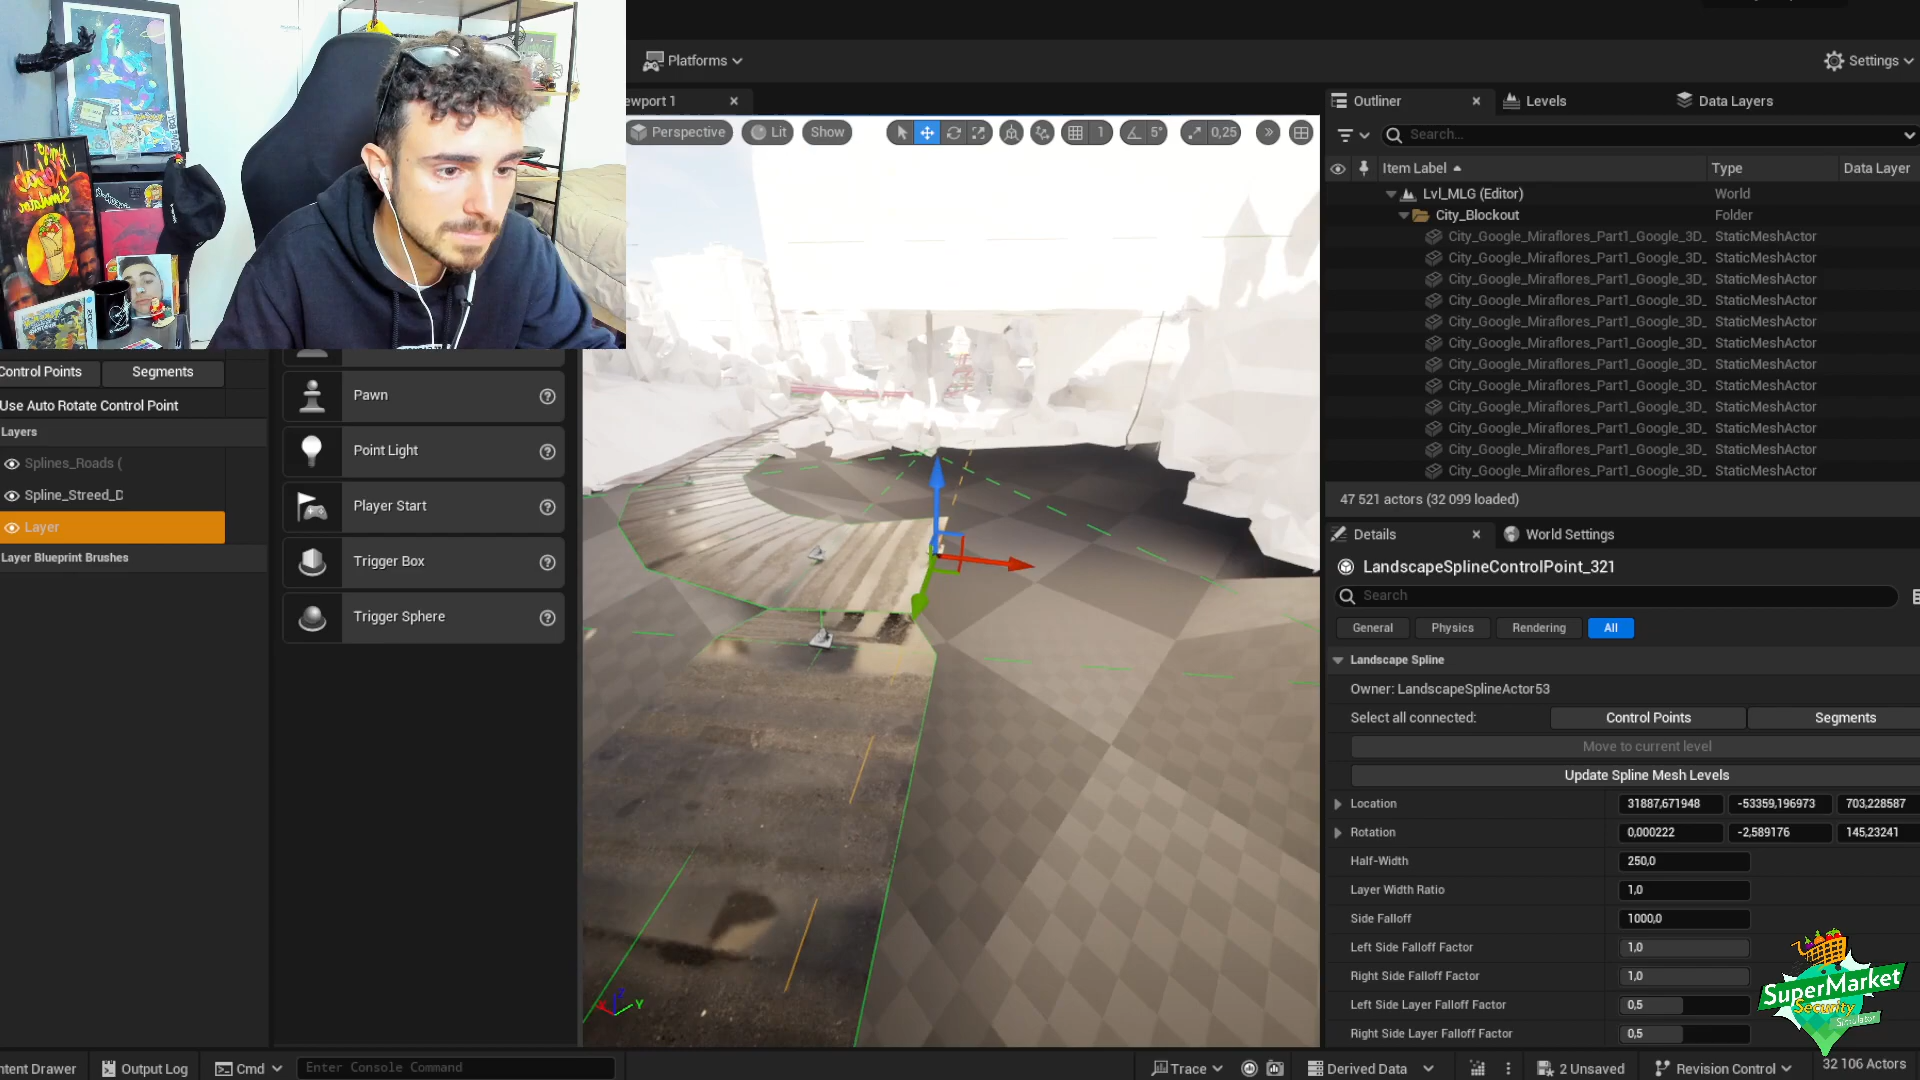 Platforms
Settings
ewport 1
Outliner
Levels
Data Layers
Perspective
Lit
Show
1
5°
0,25
Search...
Item Label
Type
Data Layer
Lvl_MLG (Editor)
World
City_Blockout
Folder
City_Google_Miraflores_Part1_Google_3D_
StaticMeshActor
City_Google_Miraflores_Part1_Google_3D_
StaticMeshActor
City_Google_Miraflores_Part1_Google_3D_
StaticMeshActor
City_Google_Miraflores_Part1_Google_3D_
StaticMeshActor
City_Google_Miraflores_Part1_Google_3D_
StaticMeshActor
City_Google_Miraflores_Part1_Google_3D_
StaticMeshActor
City_Google_Miraflores_Part1_Google_3D_
StaticMeshActor
City_Google_Miraflores_Part1_Google_3D_
StaticMeshActor
City_Google_Miraflores_Part1_Google_3D_
StaticMeshActor
City_Google_Miraflores_Part1_Google_3D_
StaticMeshActor
City_Google_Miraflores_Part1_Google_3D_
StaticMeshActor
City_Google_Miraflores_Part1_Google_3D_
StaticMeshActor
47 521 actors (32 099 loaded)
Control Points
Segments
Use Auto Rotate Control Point
Layers
Splines_Roads (
Spline_Streed_D
Layer
Layer Blueprint Brushes
Pawn
Point Light
Player Start
Trigger Box
Trigger Sphere
Z
X
Y
Details
World Settings
LandscapeSplineControlPoint_321
Search
General
Physics
Rendering
All
Landscape Spline
Owner: LandscapeSplineActor53
Select all connected:
Control Points
Segments
Move to current level
Update Spline Mesh Levels
Location
31887,671948
-53359,196973
703,228587
Rotation
0,000222
-2,589176
145,23241
Half-Width
250,0
Layer Width Ratio
1,0
Side Falloff
1000,0
Left Side Falloff Factor
1,0
Right Side Falloff Factor
1,0
Left Side Layer Falloff Factor
0,5
Right Side Layer Falloff Factor
0,5
SuperMarket
Security
Simulator
ntent Drawer
Output Log
Cmd
Enter Console Command
Trace
Derived Data
2 Unsaved
Revision Control
32 106 Actors